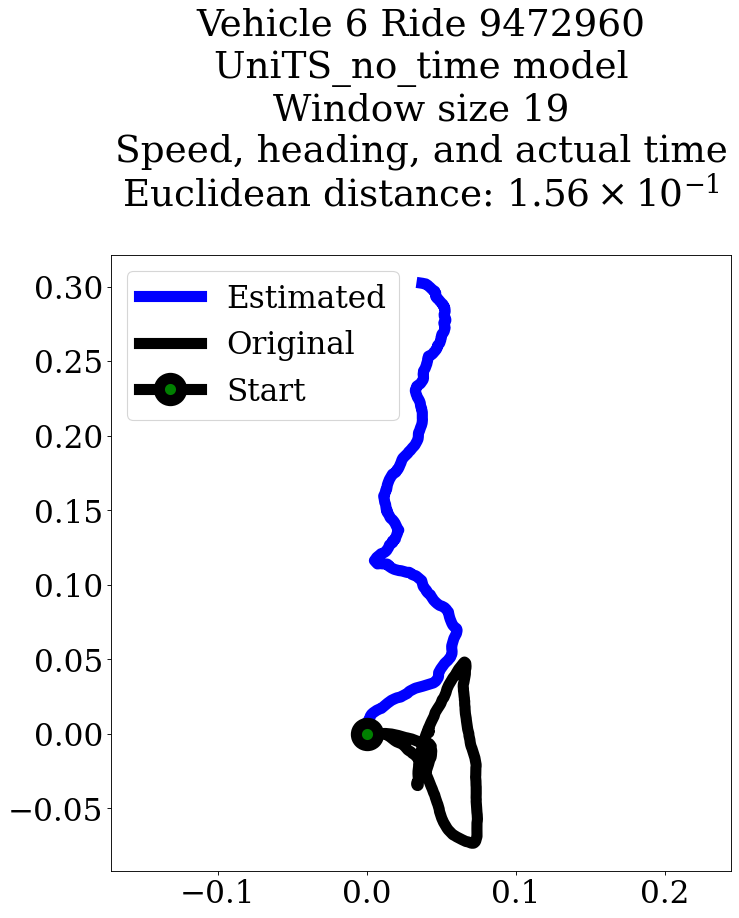 Vehicle 6 Ride 9472960
UniTS_no_time model
Window size 19
Speed, heading, and actual time
Euclidean distance: 1.56 × 10⁻¹
Estimated
Original
Start
0.30
0.25
0.20
0.15
0.10
0.05
0.00
−0.05
−0.1 0.0 0.1 0.2